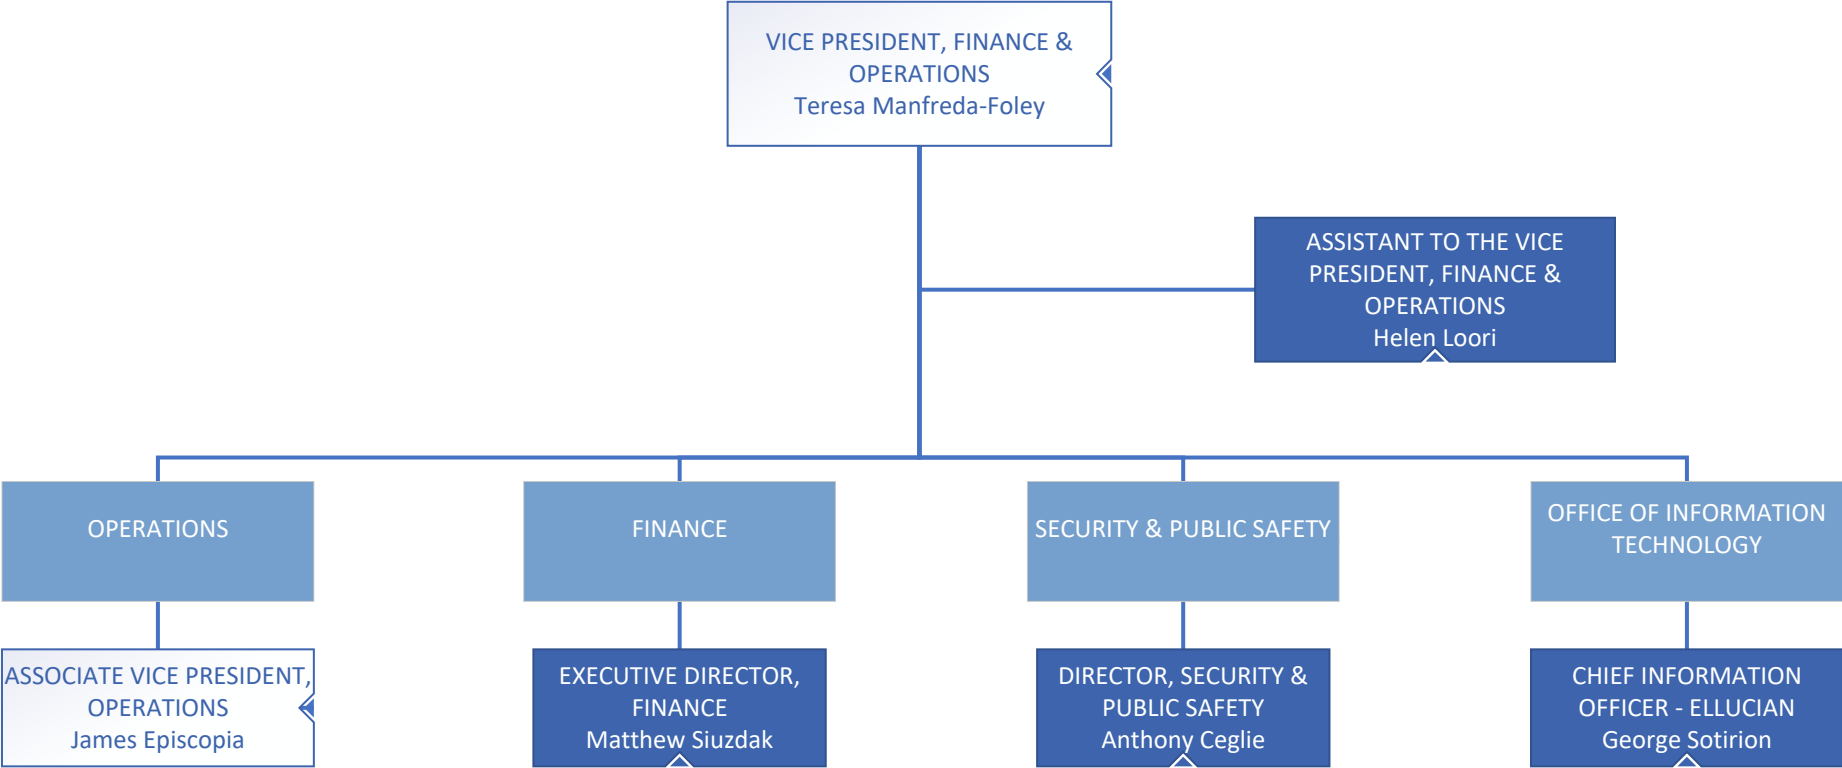 VICE PRESIDENT, FINANCE &
OPERATIONS
Teresa Manfreda-Foley
ASSISTANT TO THE VICE
PRESIDENT, FINANCE &
OPERATIONS
Helen Loori
OPERATIONS
FINANCE
SECURITY & PUBLIC SAFETY
OFFICE OF INFORMATION
TECHNOLOGY
ASSOCIATE VICE PRESIDENT,
OPERATIONS
James Episcopia
EXECUTIVE DIRECTOR,
FINANCE
Matthew Siuzdak
DIRECTOR, SECURITY &
PUBLIC SAFETY
Anthony Ceglie
CHIEF INFORMATION
OFFICER - ELLUCIAN
George Sotirion